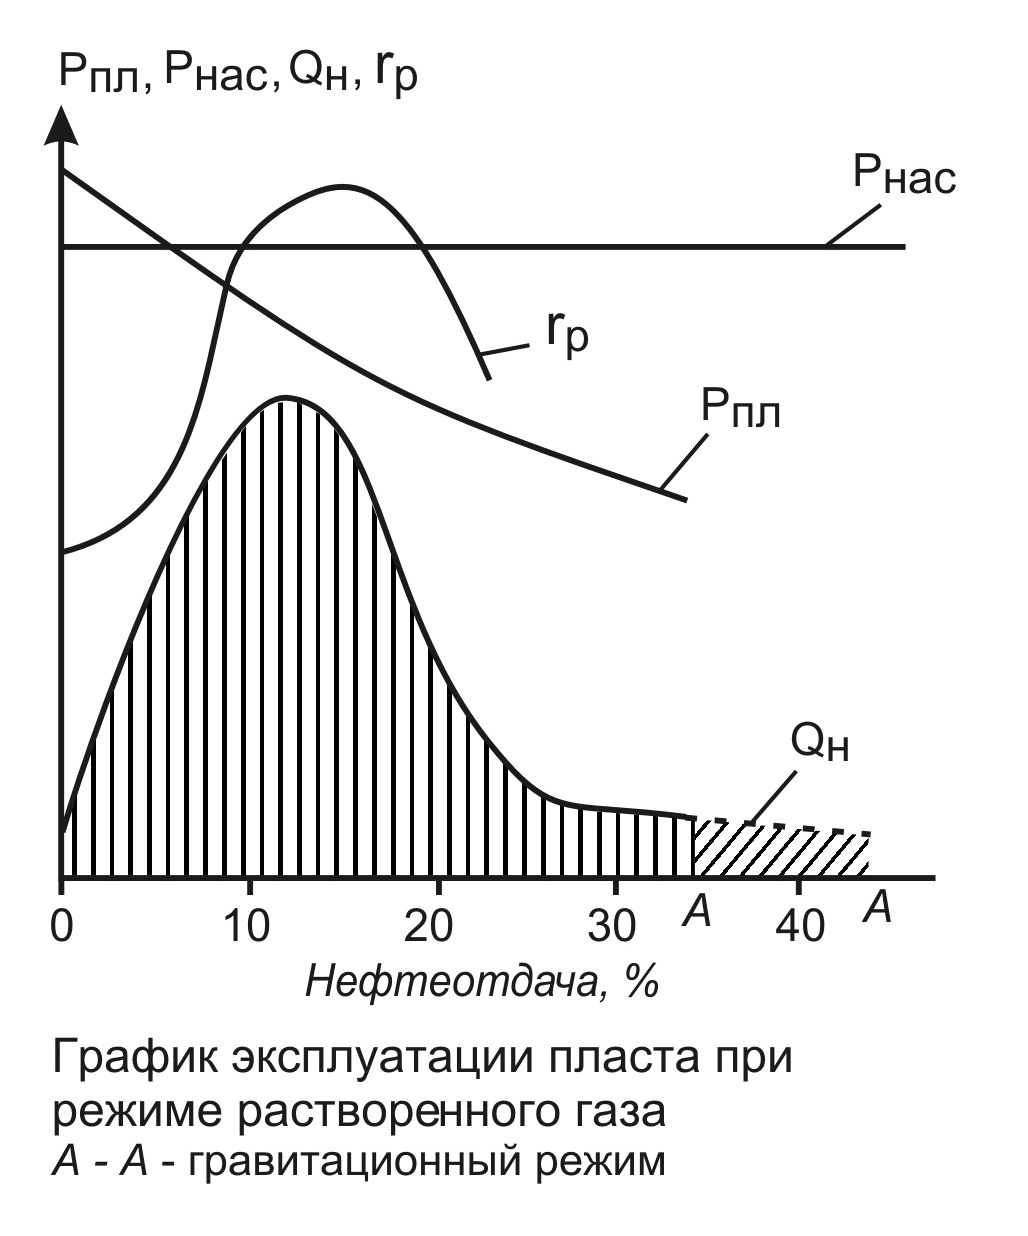 Pпл, Pнас, Qн, rр
Pнас
rр
Pпл
Qн
0 10 20 30 A 40 A
Нефтеотдача, %
График эксплуатации пласта при
режиме растворенного газа
А - А - гравитационный режим